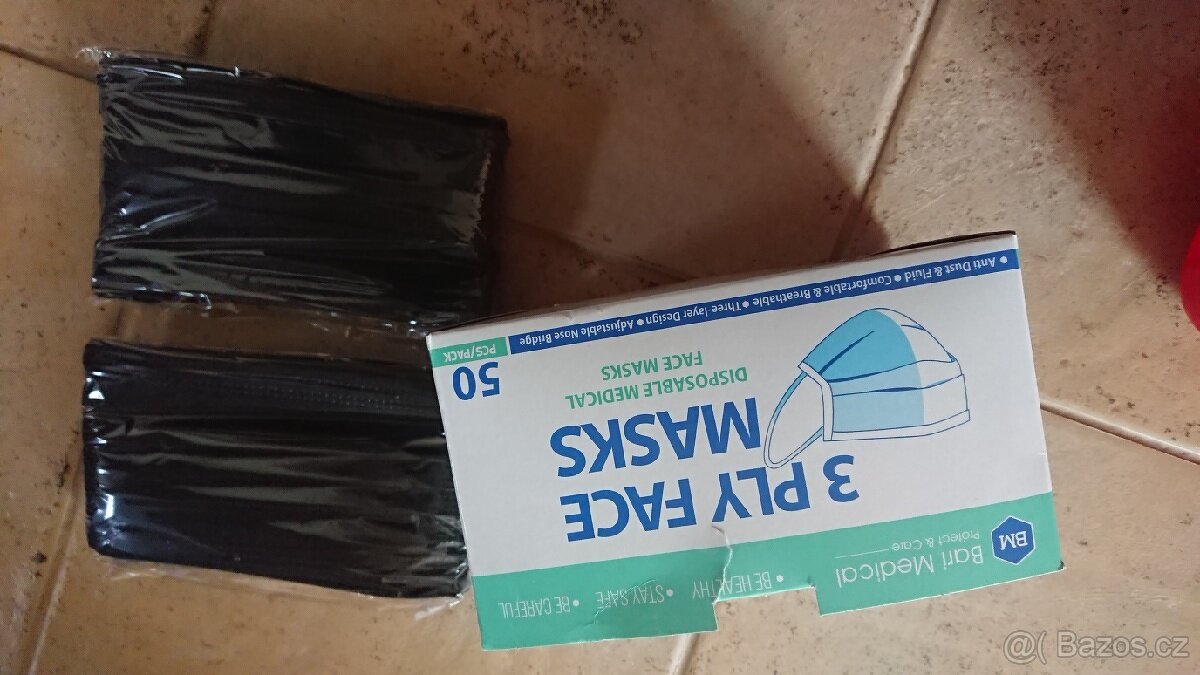 BM
Bari Medical
Protect & Care
• BE HEALTHY • STAY SAFE • BE CAREFUL
3 PLY FACE
MASKS
DISPOSABLE MEDICAL
FACE MASKS
50
PCS/PACK
• Anti Dust & Fluid • Comfortable & Breathable • Three-layer Design • Adjustable Nose Bridge
@( Bazos.cz